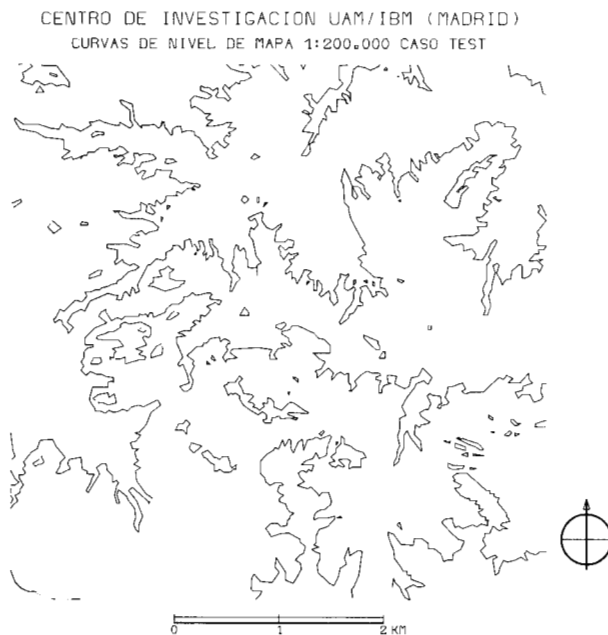 CENTRO DE INVESTIGACION UAM/IBM (MADRID)
CURVAS DE NIVEL DE MAPA 1:200.000 CASO TEST
0 1 2 KM